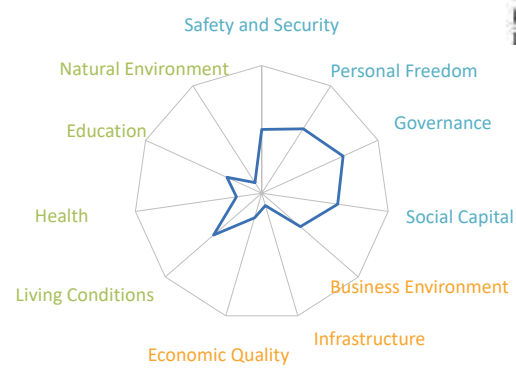 Safety and Security
Natural Environment
Personal Freedom
Education
Governance
Health
Social Capital
Living Conditions
Business Environment
Economic Quality
Infrastructure